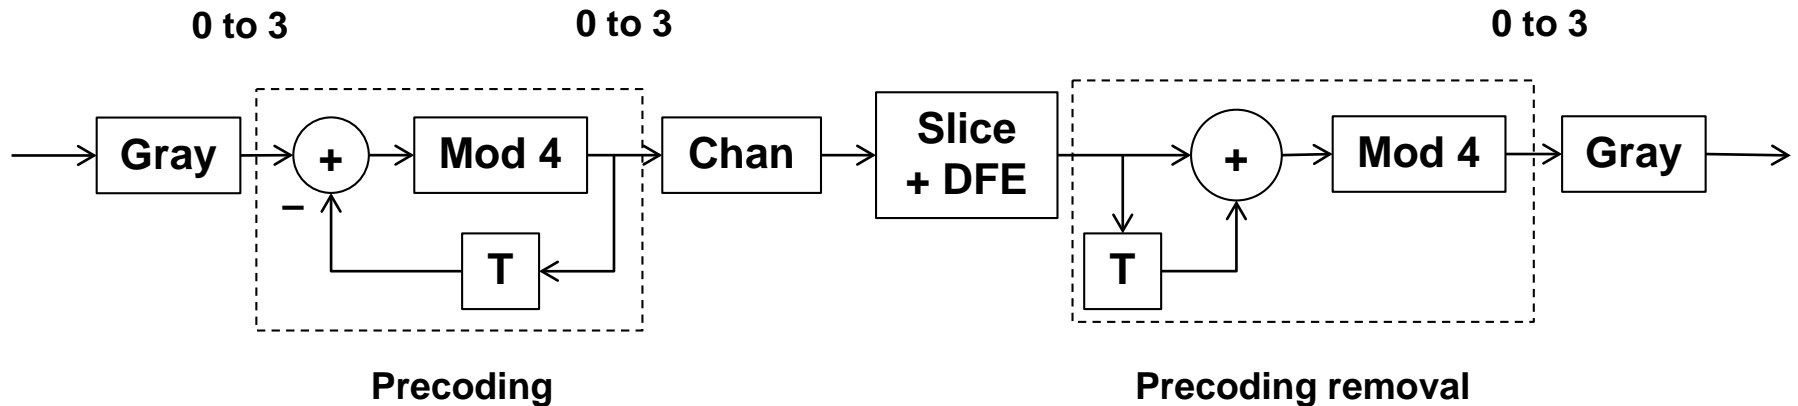 0 to 3
0 to 3
0 to 3
Gray
+
–
Mod 4
T
Chan
Slice
+ DFE
T
+
Mod 4
Gray
Precoding
Precoding removal